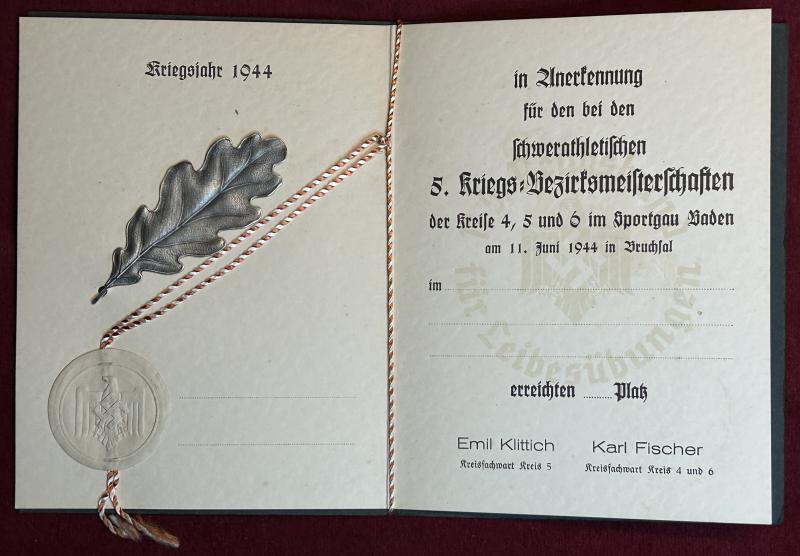 Kriegsjahr 1944
in Anerkennung
für den bei den
schwerathletischen
5. Kriegs-Bezirksmeisterschaften
der Kreise 4, 5 und 6 im Sportgau Baden
am 11. Juni 1944 in Bruchsal
im
für Leibesübungen
erreichten ........ Platz
Emil Klittich
Kreisfachwart Kreis 5
Karl Fischer
Kreisfachwart Kreis 4 und 6